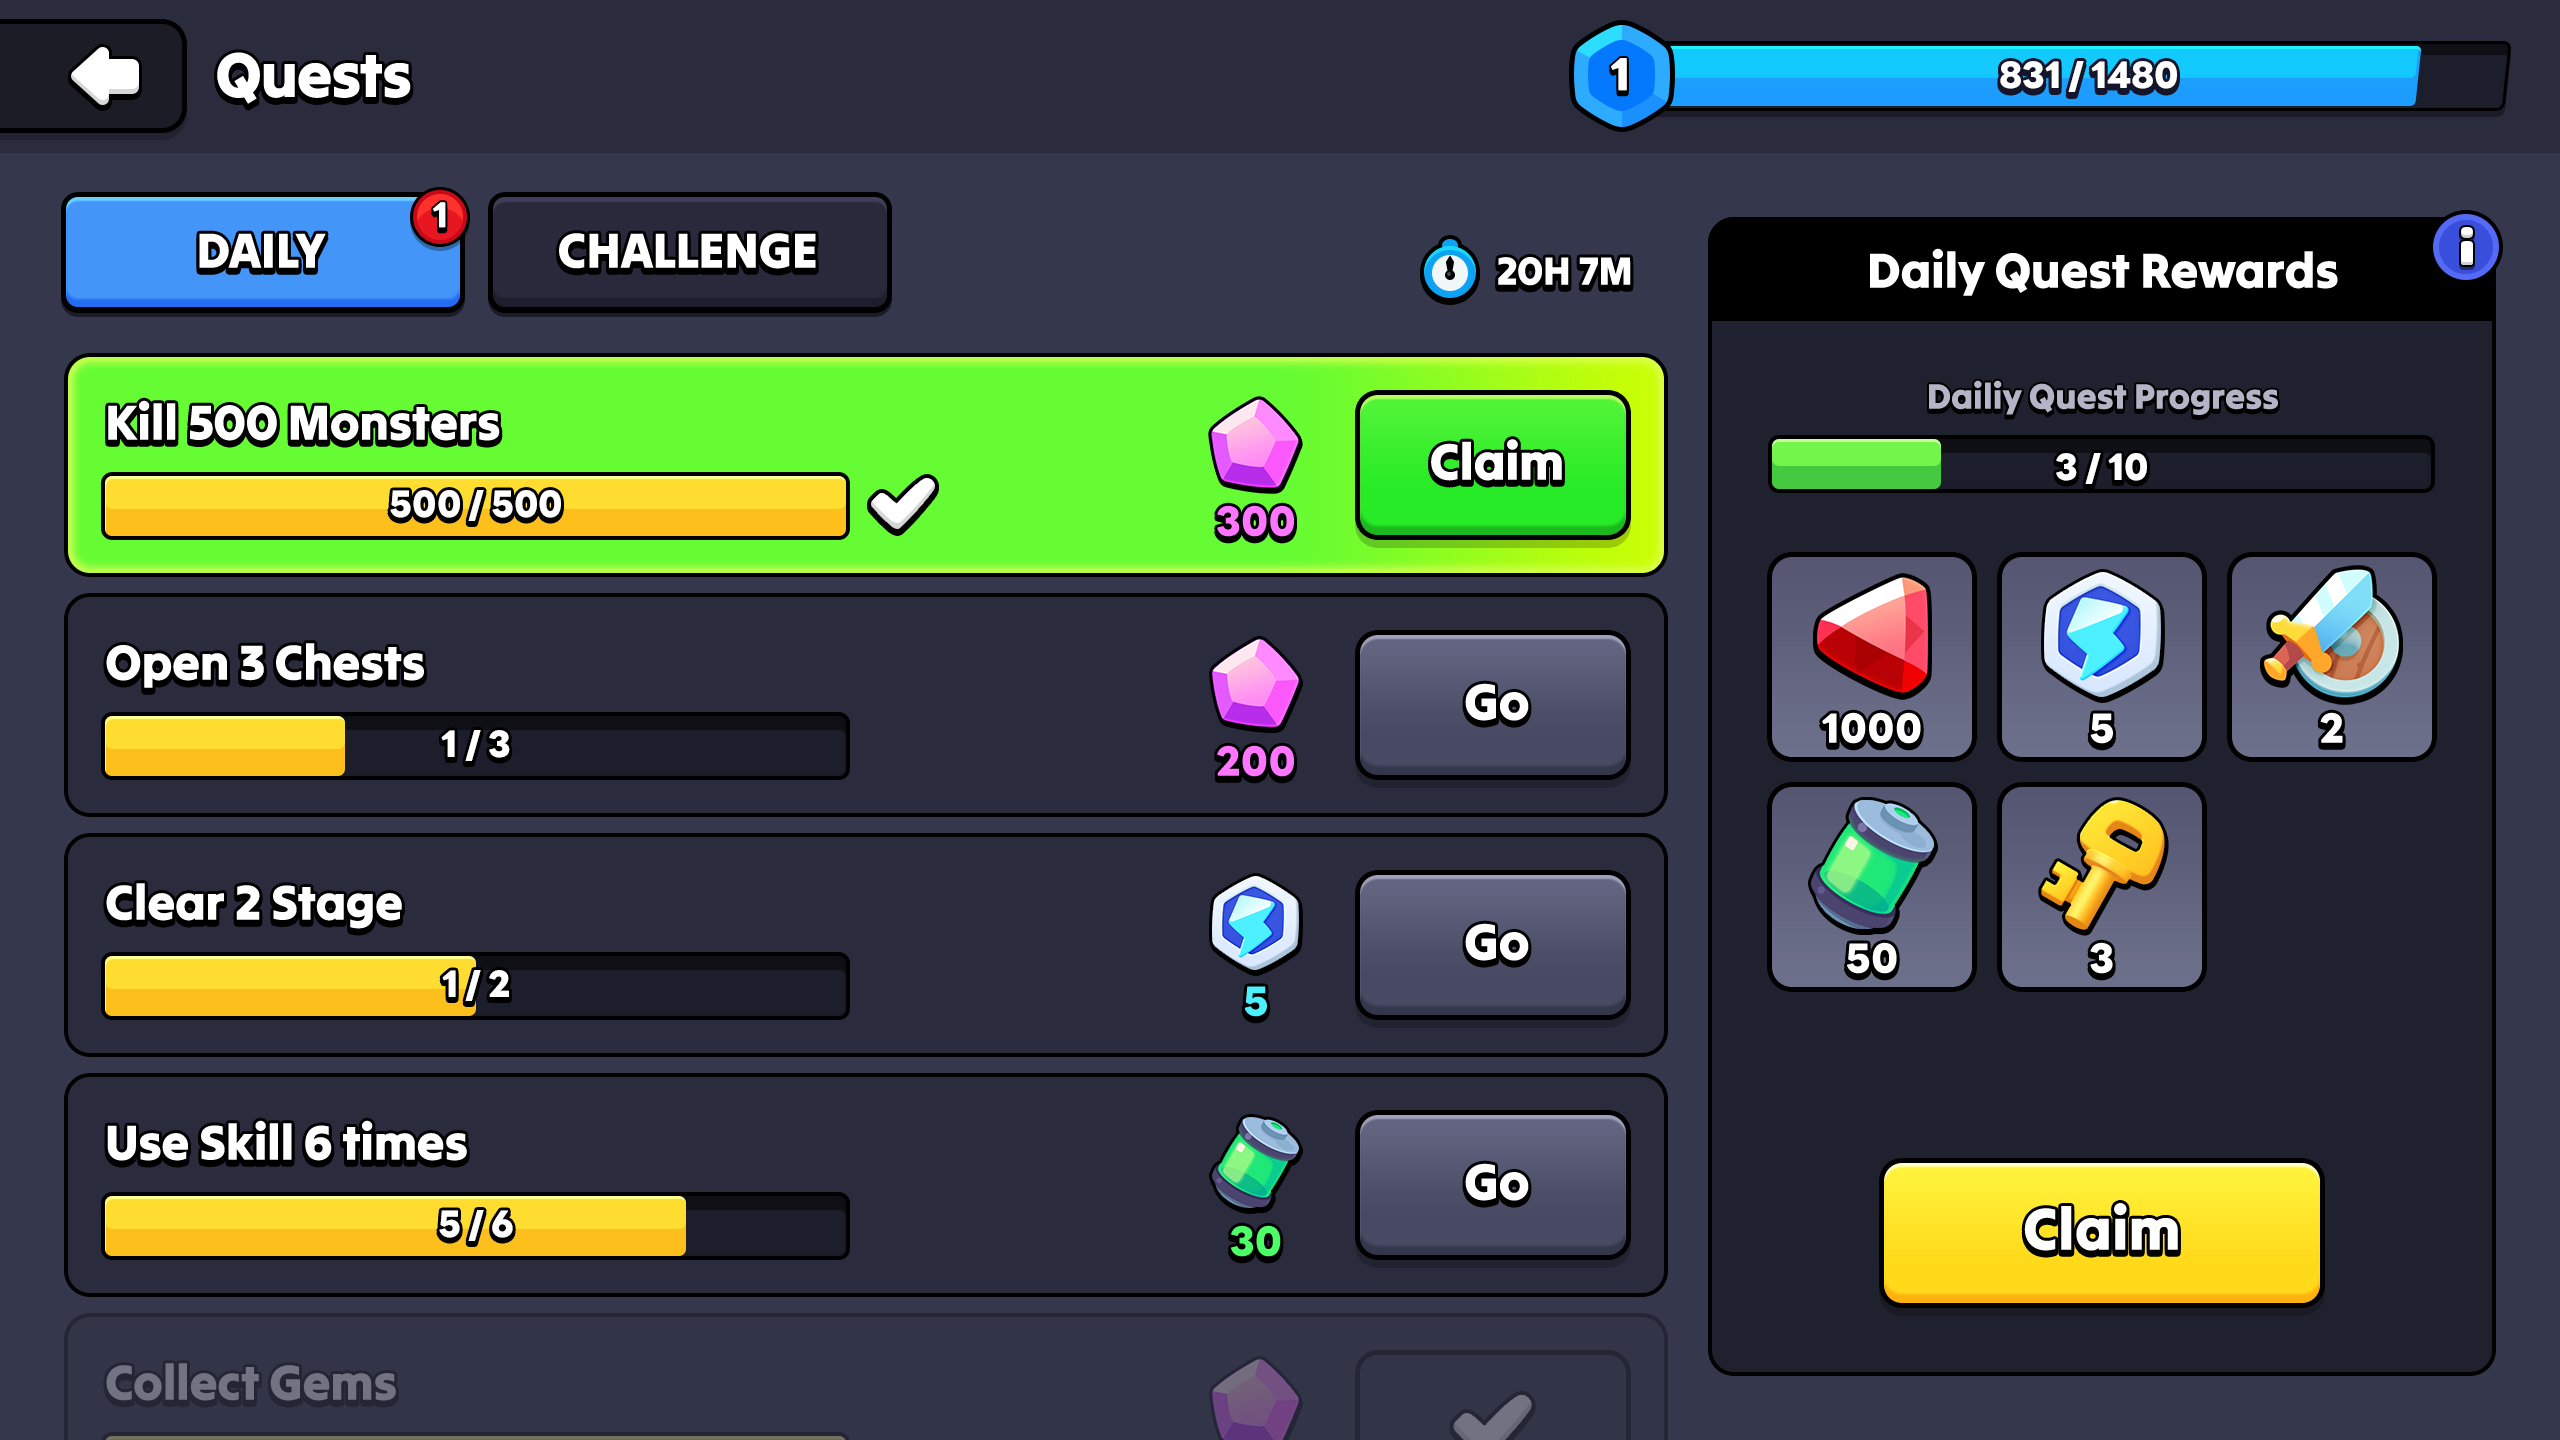 Quests
1
831 / 1480
DAILY
1
CHALLENGE
20H 7M
Kill 500 Monsters
500 / 500
300
Claim
Open 3 Chests
1 / 3
200
Go
Clear 2 Stage
1 / 2
5
Go
Use Skill 6 times
5 / 6
30
Go
Collect Gems
Daily Quest Rewards
i
Dailiy Quest Progress
3 / 10
1000
5
2
50
3
Claim